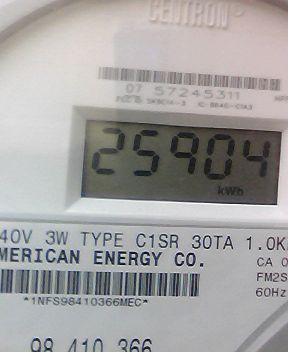 CENTRON
07 57245311
25904
kWh
40V 3W TYPE C1SR 30TA 1.0K
MERICAN ENERGY CO.
CA 0
FM2S
*1NFS98410366MEC*
60Hz
98 410 366